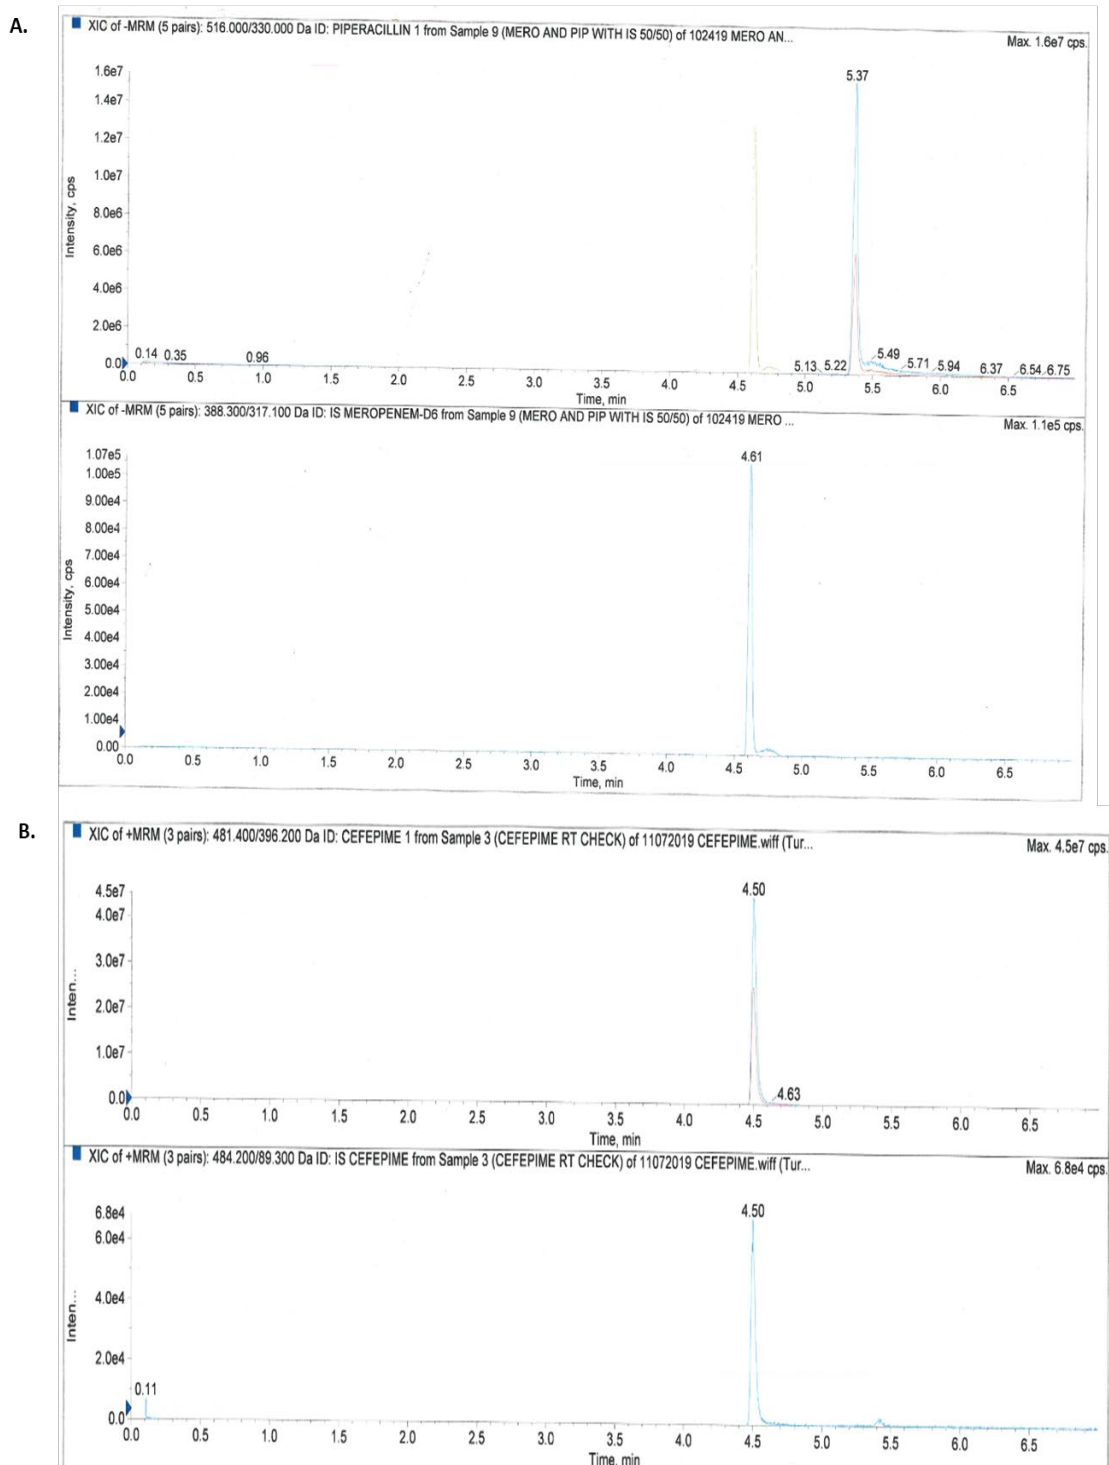 A.
XIC of -MRM (5 pairs): 516.000/330.000 Da ID: PIPERACILLIN 1 from Sample 9 (MERO AND PIP WITH IS 50/50) of 102419 MERO AN...
Max. 1.6e7 cps.
5.37
1.6e7
1.4e7
1.2e7
1.0e7
8.0e6
6.0e6
4.0e6
2.0e6
0.0
Intensity, cps
0.14 0.35 0.96 5.13 5.22 5.49 5.71 5.94 6.37 6.54 6.75
0.0 0.5 1.0 1.5 2.0 2.5 3.0 3.5 4.0 4.5 5.0 5.5 6.0 6.5
Time, min
XIC of -MRM (5 pairs): 388.300/317.100 Da ID: IS MEROPENEM-D6 from Sample 9 (MERO AND PIP WITH IS 50/50) of 102419 MERO ...
Max. 1.1e5 cps.
4.61
1.07e5
1.00e5
9.00e4
8.00e4
7.00e4
6.00e4
5.00e4
4.00e4
3.00e4
2.00e4
1.00e4
0.00
Intensity, cps
0.0 0.5 1.0 1.5 2.0 2.5 3.0 3.5 4.0 4.5 5.0 5.5 6.0 6.5
Time, min
B.
XIC of +MRM (3 pairs): 481.400/396.200 Da ID: CEFEPIME 1 from Sample 3 (CEFEPIME RT CHECK) of 11072019 CEFEPIME.wiff (Tur...
Max. 4.5e7 cps.
4.50
4.5e7
4.0e7
3.0e7
2.0e7
1.0e7
0.0
Inten...
4.63
0.0 0.5 1.0 1.5 2.0 2.5 3.0 3.5 4.0 4.5 5.0 5.5 6.0 6.5
Time, min
XIC of +MRM (3 pairs): 484.200/89.300 Da ID: IS CEFEPIME from Sample 3 (CEFEPIME RT CHECK) of 11072019 CEFEPIME.wiff (Tur...
Max. 6.8e4 cps.
4.50
6.8e4
6.0e4
4.0e4
2.0e4
0.0
Inten...
0.11
0.0 0.5 1.0 1.5 2.0 2.5 3.0 3.5 4.0 4.5 5.0 5.5 6.0 6.5
Time, min